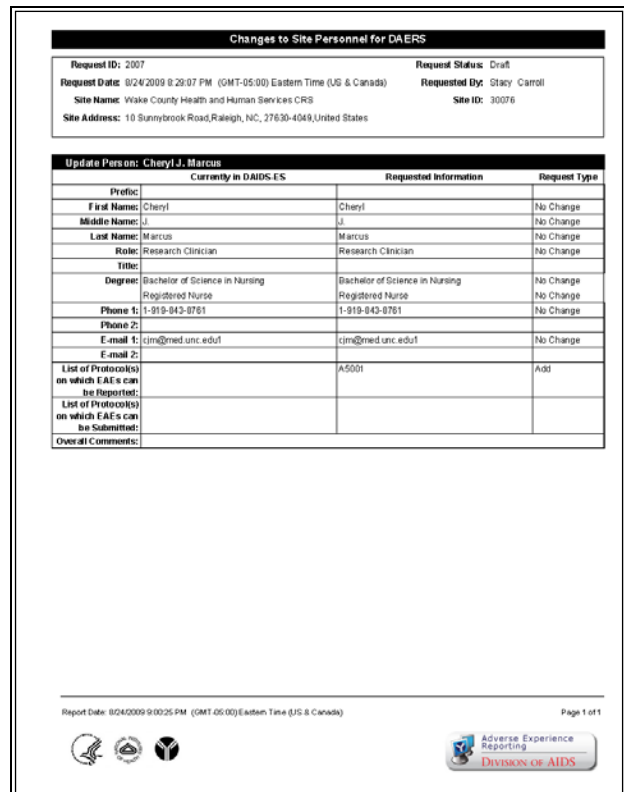 Changes to Site Personnel for DAERS
Request ID: 2007 Request Status: Draft
Request Date: 8/24/2009 8:29:07 PM (GMT-05:00) Eastern Time (US & Canada) Requested By: Stacy Carroll
Site Name: Wake County Health and Human Services CRS Site ID: 30076
Site Address: 10 Sunnybrook Road,Raleigh, NC, 27630-4049,United States
Update Person: Cheryl J. Marcus
Currently in DAIDS-ES Requested Information Request Type
Prefix:
First Name: Cheryl Cheryl No Change
Middle Name: J. J. No Change
Last Name: Marcus Marcus No Change
Role: Research Clinician Research Clinician No Change
Title:
Degree: Bachelor of Science in Nursing Bachelor of Science in Nursing No Change
Registered Nurse Registered Nurse No Change
Phone 1: 1-919-843-8761 1-919-843-8761 No Change
Phone 2:
E-mail 1: cjm@med.unc.edu1 cjm@med.unc.edu1 No Change
E-mail 2:
List of Protocol(s) A5001 Add
on which EAEs can
be Reported:
List of Protocol(s)
on which EAEs can
be Submitted:
Overall Comments:
Report Date: 8/24/2009 9:00:25 PM (GMT-05:00) Eastern Time (US & Canada) Page 1 of 1
Adverse Experience
Reporting
DIVISION OF AIDS